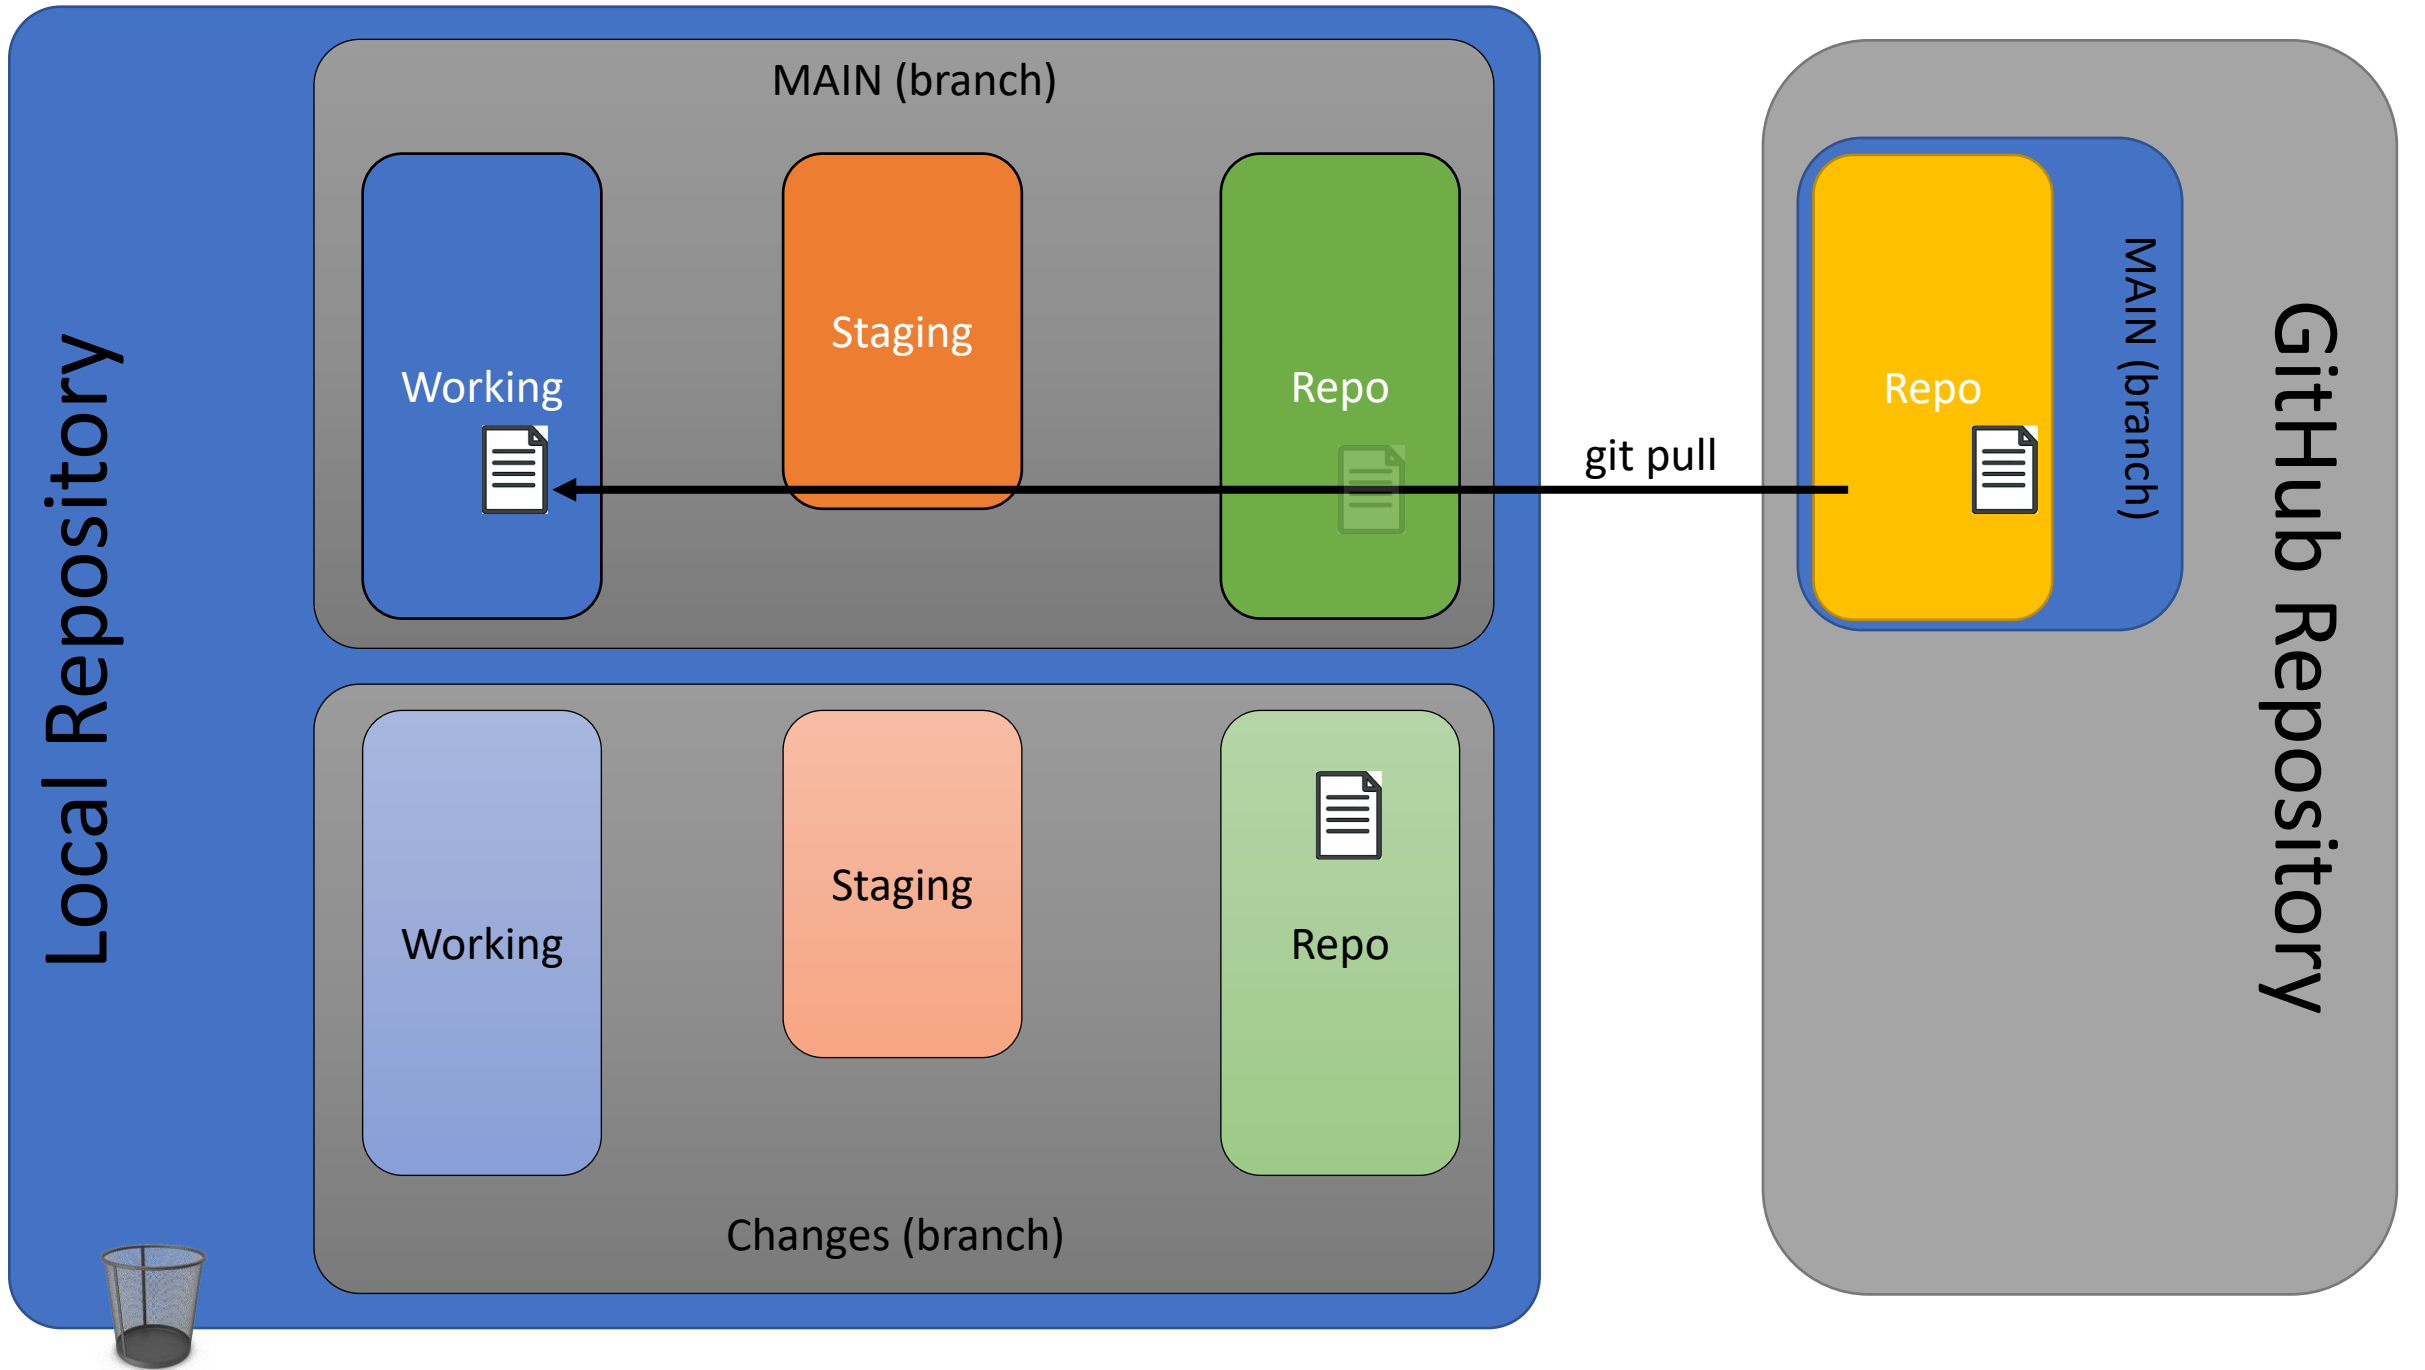 Local Repository
MAIN (branch)
Working
Staging
Repo
git pull
Repo
MAIN (branch)
GitHub Repository
Working
Staging
Repo
Changes (branch)